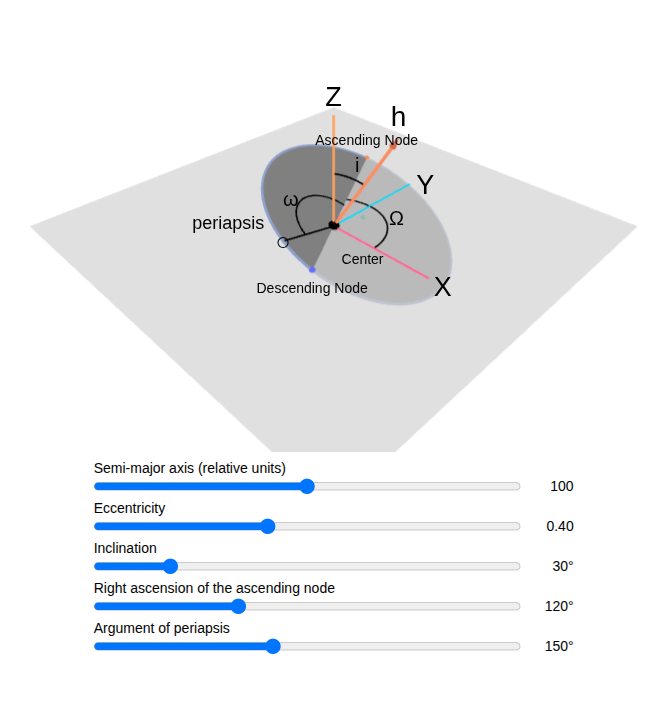 Z
h
Ascending Node
i
Y
ω
Ω
periapsis
Center
X
Descending Node
Semi-major axis (relative units)
100
Eccentricity
0.40
Inclination
30°
Right ascension of the ascending node
120°
Argument of periapsis
150°